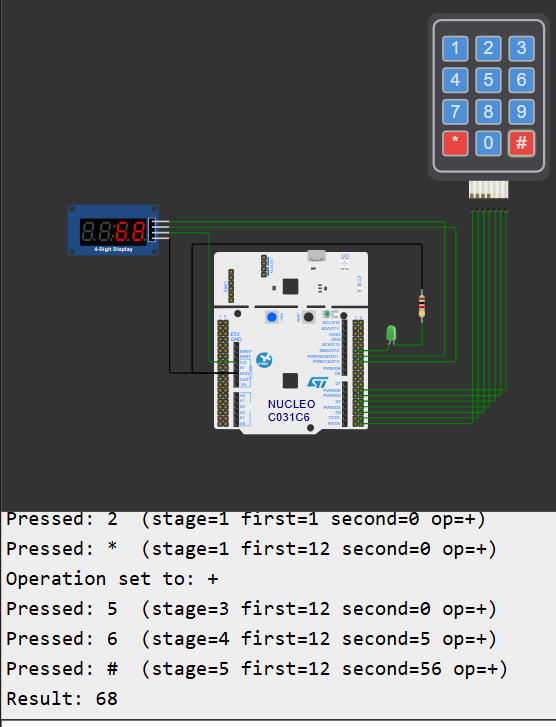 1 2 3
4 5 6
7 8 9
* 0 #
68
4-Digit Display
NUCLEO
C031C6
Pressed: 2  (stage=1 first=1 second=0 op=+)
Pressed: *  (stage=1 first=12 second=0 op=+)
Operation set to: +
Pressed: 5  (stage=3 first=12 second=0 op=+)
Pressed: 6  (stage=4 first=12 second=5 op=+)
Pressed: #  (stage=5 first=12 second=56 op=+)
Result: 68